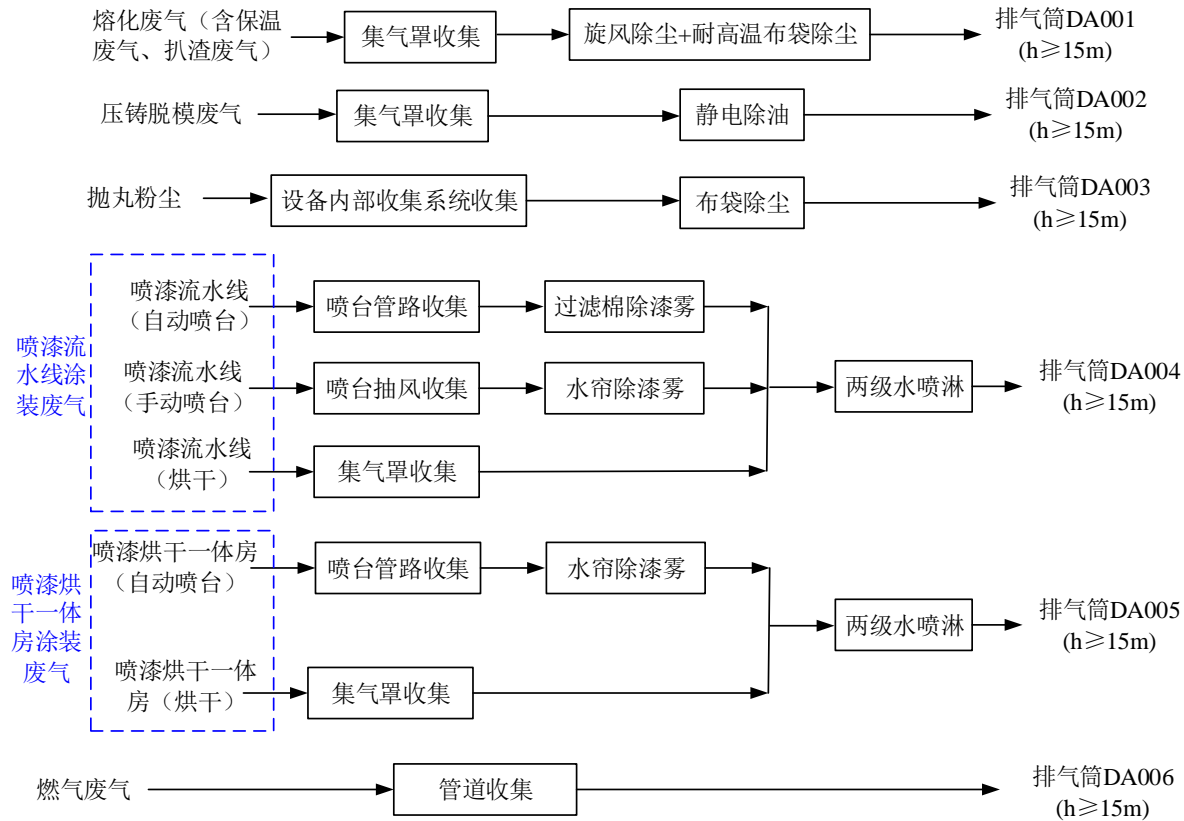 熔化废气（含保温
废气、扒渣废气）
集气罩收集
旋风除尘+耐高温布袋除尘
排气筒DA001
(h≥15m)
压铸脱模废气
集气罩收集
静电除油
排气筒DA002
(h≥15m)
抛丸粉尘
设备内部收集系统收集
布袋除尘
排气筒DA003
(h≥15m)
喷漆流
水线涂
装废气
喷漆流水线
（自动喷台）
喷台管路收集
过滤棉除漆雾
喷漆流水线
（手动喷台）
喷台抽风收集
水帘除漆雾
喷漆流水线
（烘干）
集气罩收集
两级水喷淋
排气筒DA004
(h≥15m)
喷漆烘
干一体
房涂装
废气
喷漆烘干一体房
（自动喷台）
喷台管路收集
水帘除漆雾
喷漆烘干一体
房（烘干）
集气罩收集
两级水喷淋
排气筒DA005
(h≥15m)
燃气废气
管道收集
排气筒DA006
(h≥15m)